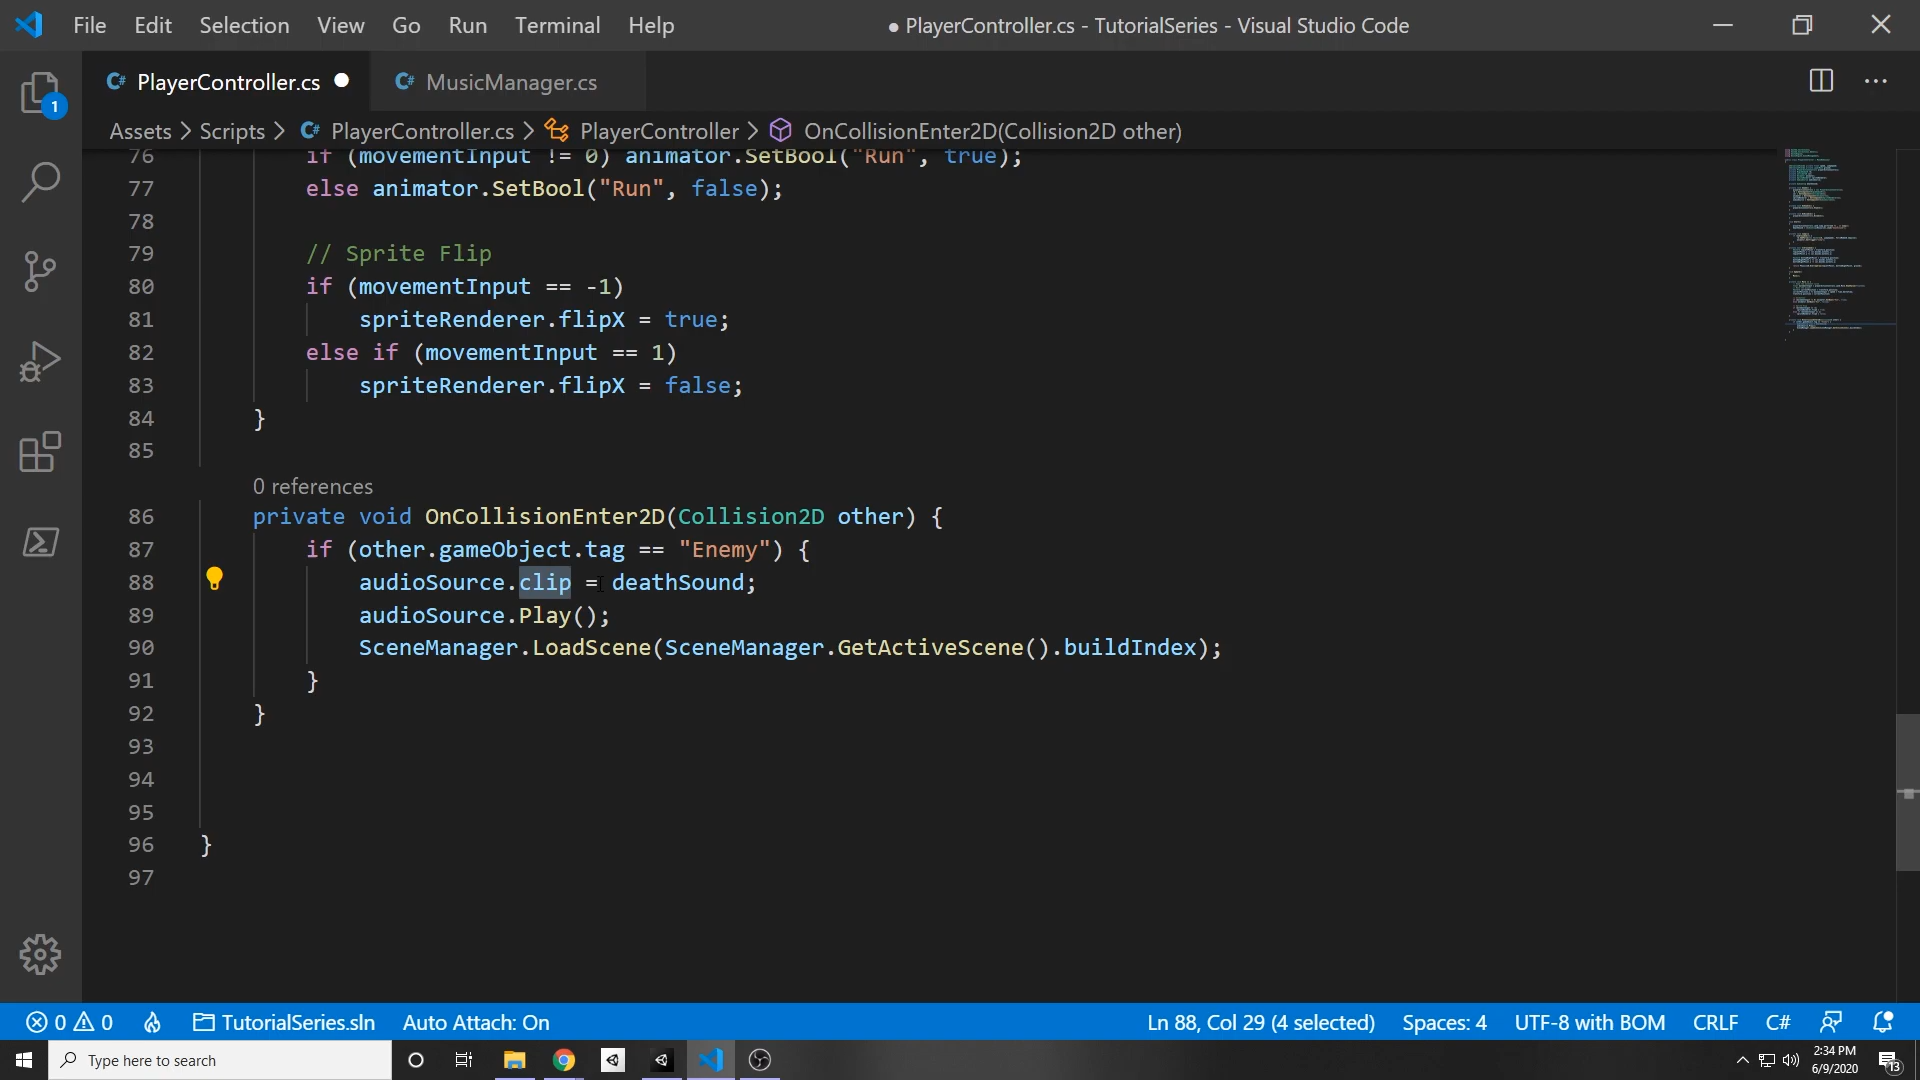 File Edit Selection View Go Run Terminal Help ● PlayerController.cs - TutorialSeries - Visual Studio Code
1
C# PlayerController.cs ●
C# MusicManager.cs
Assets > Scripts > C# PlayerController.cs > PlayerController > OnCollisionEnter2D(Collision2D other)
76 if (movementInput != 0) animator.SetBool("Run", true);
77 else animator.SetBool("Run", false);
78
79 // Sprite Flip
80 if (movementInput == -1)
81 spriteRenderer.flipX = true;
82 else if (movementInput == 1)
83 spriteRenderer.flipX = false;
84 }
85
0 references
86 private void OnCollisionEnter2D(Collision2D other) {
87 if (other.gameObject.tag == "Enemy") {
88 audioSource.clip = deathSound;
89 audioSource.Play();
90 SceneManager.LoadScene(SceneManager.GetActiveScene().buildIndex);
91 }
92 }
93
94
95
96 }
97
0 0 TutorialSeries.sln Auto Attach: On Ln 88, Col 29 (4 selected) Spaces: 4 UTF-8 with BOM CRLF C#
Type here to search
2:34 PM
6/9/2020
13